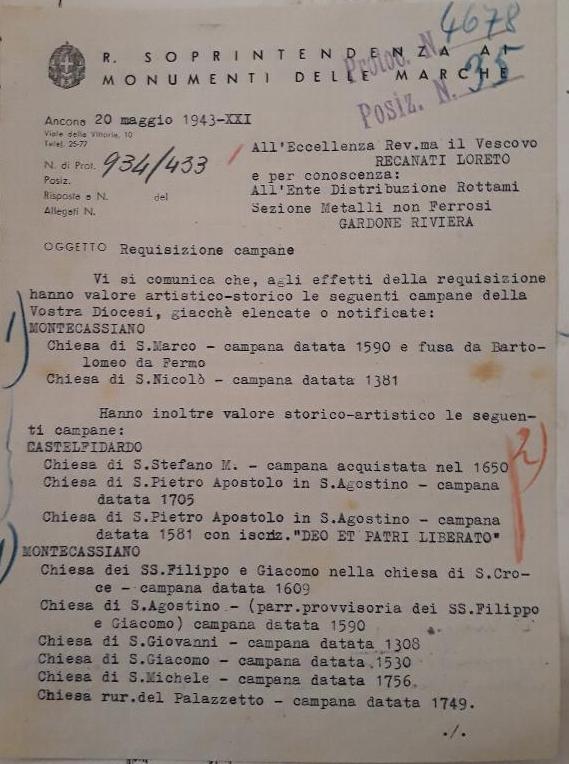 4678
Protoc. N.
35
Posiz. N.
R. SOPRINTENDENZA AI
MONUMENTI DELLE MARCHE
Ancona 20 maggio 1943-XXI
Viale della Vittoria, 10
Telef. 25-77
N. di Prot. 934/433
Posiz.
Risposta a N. del
Allegati N.
All'Eccellenza Rev.ma il Vescovo
RECANATI LORETO
e per conoscenza:
All'Ente Distribuzione Rottami
Sezione Metalli non Ferrosi
GARDONE RIVIERA
OGGETTO Requisizione campane
Vi si comunica che, agli effetti della requisizione
hanno valore artistico-storico le seguenti campane della
Vostra Diocesi, giacchè elencate o notificate:
1)
MONTECASSIANO
Chiesa di S.Marco - campana datata 1590 e fusa da Barto-
lomeo da Fermo
Chiesa di S.Nicolò - campana datata 1381
Hanno inoltre valore storico-artistico le seguen-
ti campane:
2)
CASTELFIDARDO
Chiesa di S.Stefano M. - campana acquistata nel 1650
Chiesa di S.Pietro Apostolo in S.Agostino - campana
datata 1705
Chiesa di S.Pietro Apostolo in S.Agostino - campana
datata 1581 con iscriz."DEO ET PATRI LIBERATO"
MONTECASSIANO
Chiesa dei SS.Filippo e Giacomo nella chiesa di S.Cro-
ce - campana datata 1609
Chiesa di S.Agostino - (parr.provvisoria dei SS.Filippo
e Giacomo) campana datata 1590
Chiesa di S.Giovanni - campana datata 1308
Chiesa di S.Giacomo - campana datata 1530
Chiesa di S.Michele - campana datata 1756.
Chiesa rur.del Palazzetto - campana datata 1749.
./.